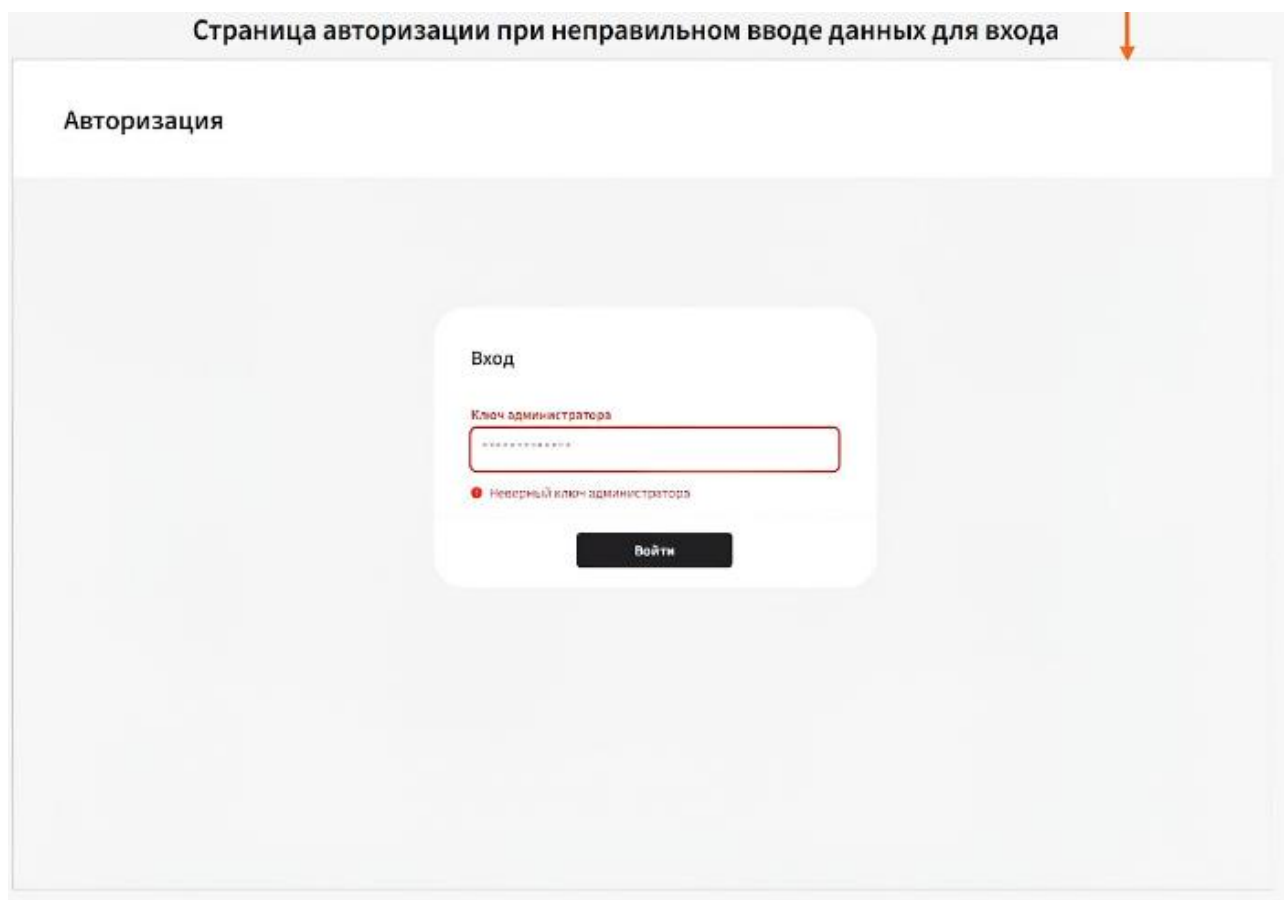 Страница авторизации при неправильном вводе данных для входа
Авторизация
Вход
Ключ администратора
************
Неверный ключ администратора
Войти